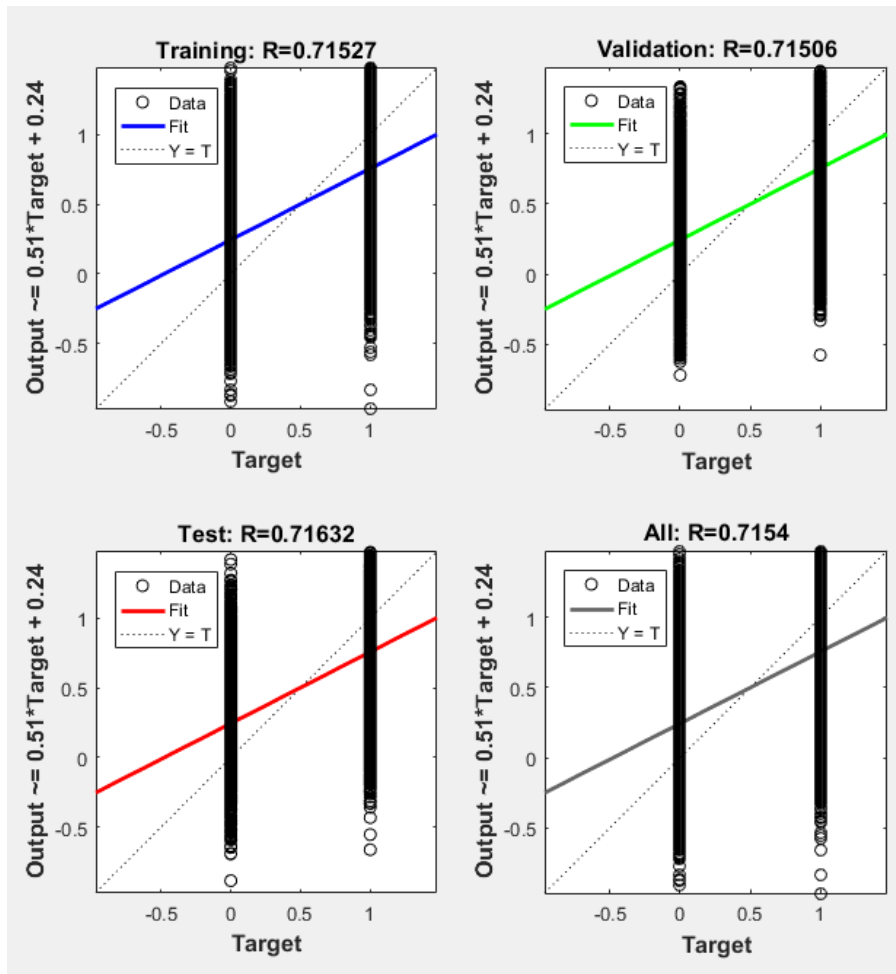 Training: R=0.71527
Output ~= 0.51*Target + 0.24
Data
Fit
Y = T
1
0.5
0
-0.5
-0.5 0 0.5 1
Target
Validation: R=0.71506
Output ~= 0.51*Target + 0.24
Data
Fit
Y = T
1
0.5
0
-0.5
-0.5 0 0.5 1
Target
Test: R=0.71632
Output ~= 0.51*Target + 0.24
Data
Fit
Y = T
1
0.5
0
-0.5
-0.5 0 0.5 1
Target
All: R=0.7154
Output ~= 0.51*Target + 0.24
Data
Fit
Y = T
1
0.5
0
-0.5
-0.5 0 0.5 1
Target